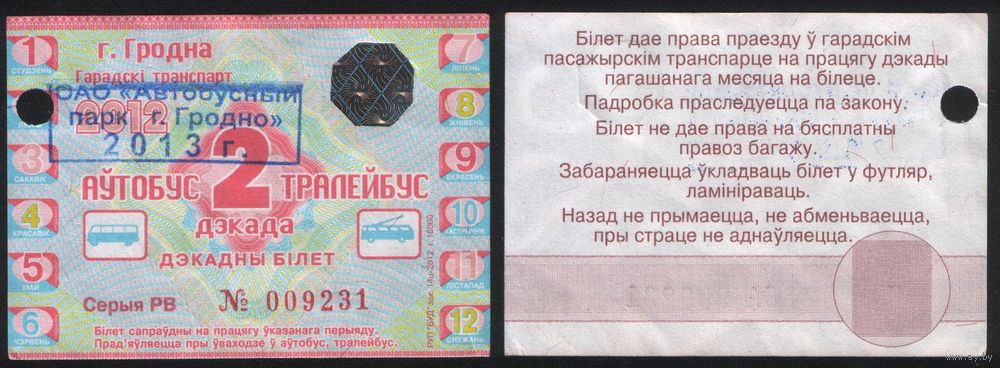 г. Гродна
Гарадскі транспарт
2012
ОАО «Автобусный
парк г. Гродно»
2013 г.
1
СТУДЗЕНЬ
3
САКАВІК
4
КРАСАВІК
5
МАЙ
6
ЧЭРВЕНЬ
7
ЛІПЕНЬ
8
ЖНІВЕНЬ
9
ВЕРАСЕНЬ
10
КАСТРЫЧНІК
11
ЛІСТАПАД
12
СНЕЖАНЬ
АЎТОБУС 2 ТРАЛЕЙБУС
дэкада
ДЭКАДНЫ БІЛЕТ
Серыя РВ № 009231
Білет сапраўдны на працягу ўказанага перыяду.
Прад'яўляецца пры ўваходзе ў аўтобус, тралейбус.
Білет дае права праезду ў гарадскім
пасажырскім транспарце на працягу дэкады
пагашанага месяца на білеце.
Падробка праследуецца па закону.
Білет не дае права на бясплатны
правоз багажу.
Забараняецца ўкладваць білет у футляр,
ламініраваць.
Назад не прымаецца, не абменьваецца,
пры страце не аднаўляецца.
www.ay.by